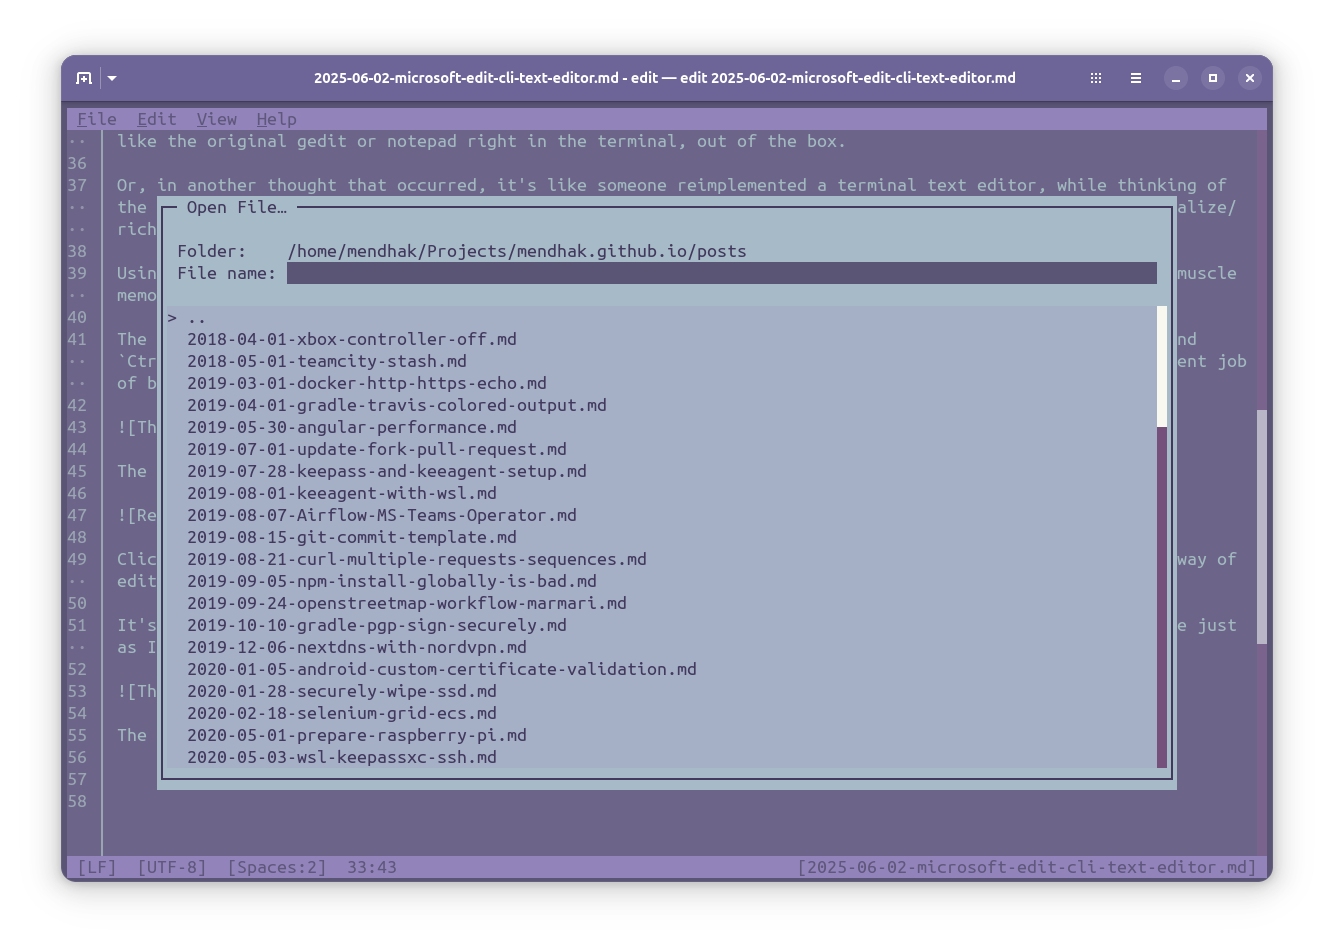 2025-06-02-microsoft-edit-cli-text-editor.md - edit — edit 2025-06-02-microsoft-edit-cli-text-editor.md
File Edit View Help
·· like the original gedit or notepad right in the terminal, out of the box.
36
37 Or, in another thought that occurred, it's like someone reimplemented a terminal text editor, while thinking of
·· the alize/
·· rich
38
39 Usin muscle
·· memo
40
41 The nd
·· `Ctr ent job
·· of b
42
43 ![Th
44
45 The
46
47 ![Re
48
49 Clic way of
·· edit
50
51 It's e just
·· as I
52
53 ![Th
54
55 The
56
57
58
Open File…
Folder: /home/mendhak/Projects/mendhak.github.io/posts
File name:
> ..
2018-04-01-xbox-controller-off.md
2018-05-01-teamcity-stash.md
2019-03-01-docker-http-https-echo.md
2019-04-01-gradle-travis-colored-output.md
2019-05-30-angular-performance.md
2019-07-01-update-fork-pull-request.md
2019-07-28-keepass-and-keeagent-setup.md
2019-08-01-keeagent-with-wsl.md
2019-08-07-Airflow-MS-Teams-Operator.md
2019-08-15-git-commit-template.md
2019-08-21-curl-multiple-requests-sequences.md
2019-09-05-npm-install-globally-is-bad.md
2019-09-24-openstreetmap-workflow-marmari.md
2019-10-10-gradle-pgp-sign-securely.md
2019-12-06-nextdns-with-nordvpn.md
2020-01-05-android-custom-certificate-validation.md
2020-01-28-securely-wipe-ssd.md
2020-02-18-selenium-grid-ecs.md
2020-05-01-prepare-raspberry-pi.md
2020-05-03-wsl-keepassxc-ssh.md
[LF] [UTF-8] [Spaces:2] 33:43 [2025-06-02-microsoft-edit-cli-text-editor.md]